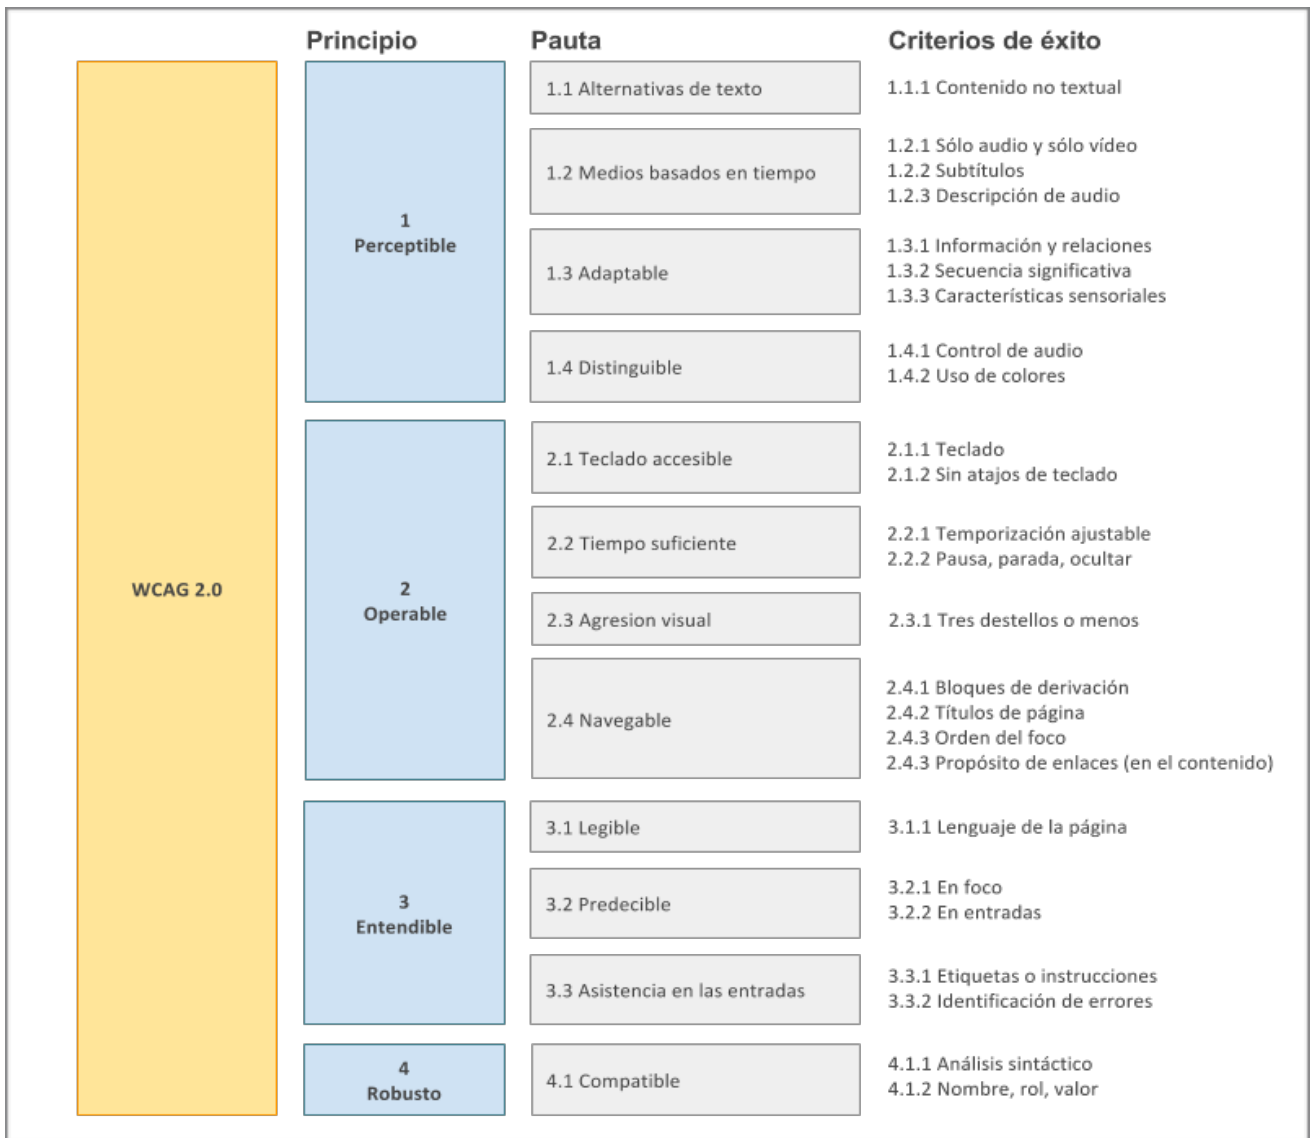 Principio
Pauta
Criterios de éxito
WCAG 2.0
1
Perceptible
1.1 Alternativas de texto
1.1.1 Contenido no textual
1.2 Medios basados en tiempo
1.2.1 Sólo audio y sólo vídeo
1.2.2 Subtítulos
1.2.3 Descripción de audio
1.3 Adaptable
1.3.1 Información y relaciones
1.3.2 Secuencia significativa
1.3.3 Características sensoriales
1.4 Distinguible
1.4.1 Control de audio
1.4.2 Uso de colores
2
Operable
2.1 Teclado accesible
2.1.1 Teclado
2.1.2 Sin atajos de teclado
2.2 Tiempo suficiente
2.2.1 Temporización ajustable
2.2.2 Pausa, parada, ocultar
2.3 Agresion visual
2.3.1 Tres destellos o menos
2.4 Navegable
2.4.1 Bloques de derivación
2.4.2 Títulos de página
2.4.3 Orden del foco
2.4.3 Propósito de enlaces (en el contenido)
3
Entendible
3.1 Legible
3.1.1 Lenguaje de la página
3.2 Predecible
3.2.1 En foco
3.2.2 En entradas
3.3 Asistencia en las entradas
3.3.1 Etiquetas o instrucciones
3.3.2 Identificación de errores
4
Robusto
4.1 Compatible
4.1.1 Análisis sintáctico
4.1.2 Nombre, rol, valor